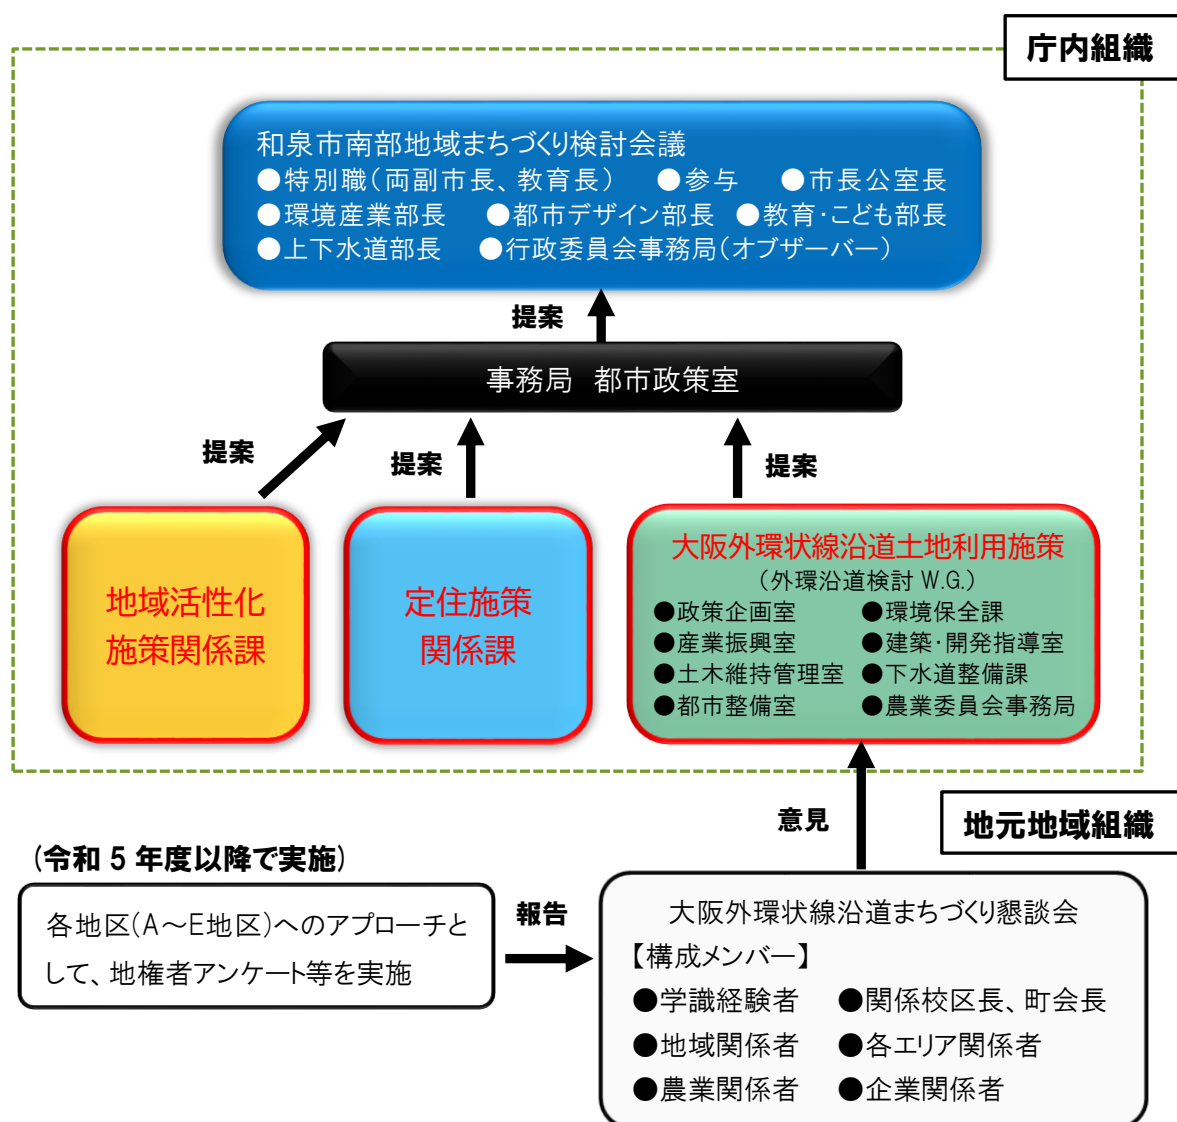 庁内組織
和泉市南部地域まちづくり検討会議
●特別職（両副市長、教育長） ●参与 ●市長公室長
●環境産業部長 ●都市デザイン部長 ●教育・こども部長
●上下水道部長 ●行政委員会事務局（オブザーバー）
提案
事務局 都市政策室
提案
提案
提案
地域活性化
施策関係課
定住施策
関係課
大阪外環状線沿道土地利用施策
（外環沿道検討 W.G.）
●政策企画室 ●環境保全課
●産業振興室 ●建築・開発指導室
●土木維持管理室 ●下水道整備課
●都市整備室 ●農業委員会事務局
意見
地元地域組織
(令和 5 年度以降で実施)
各地区(A～E地区)へのアプローチと
して、地権者アンケート等を実施
報告
大阪外環状線沿道まちづくり懇談会
【構成メンバー】
●学識経験者 ●関係校区長、町会長
●地域関係者 ●各エリア関係者
●農業関係者 ●企業関係者